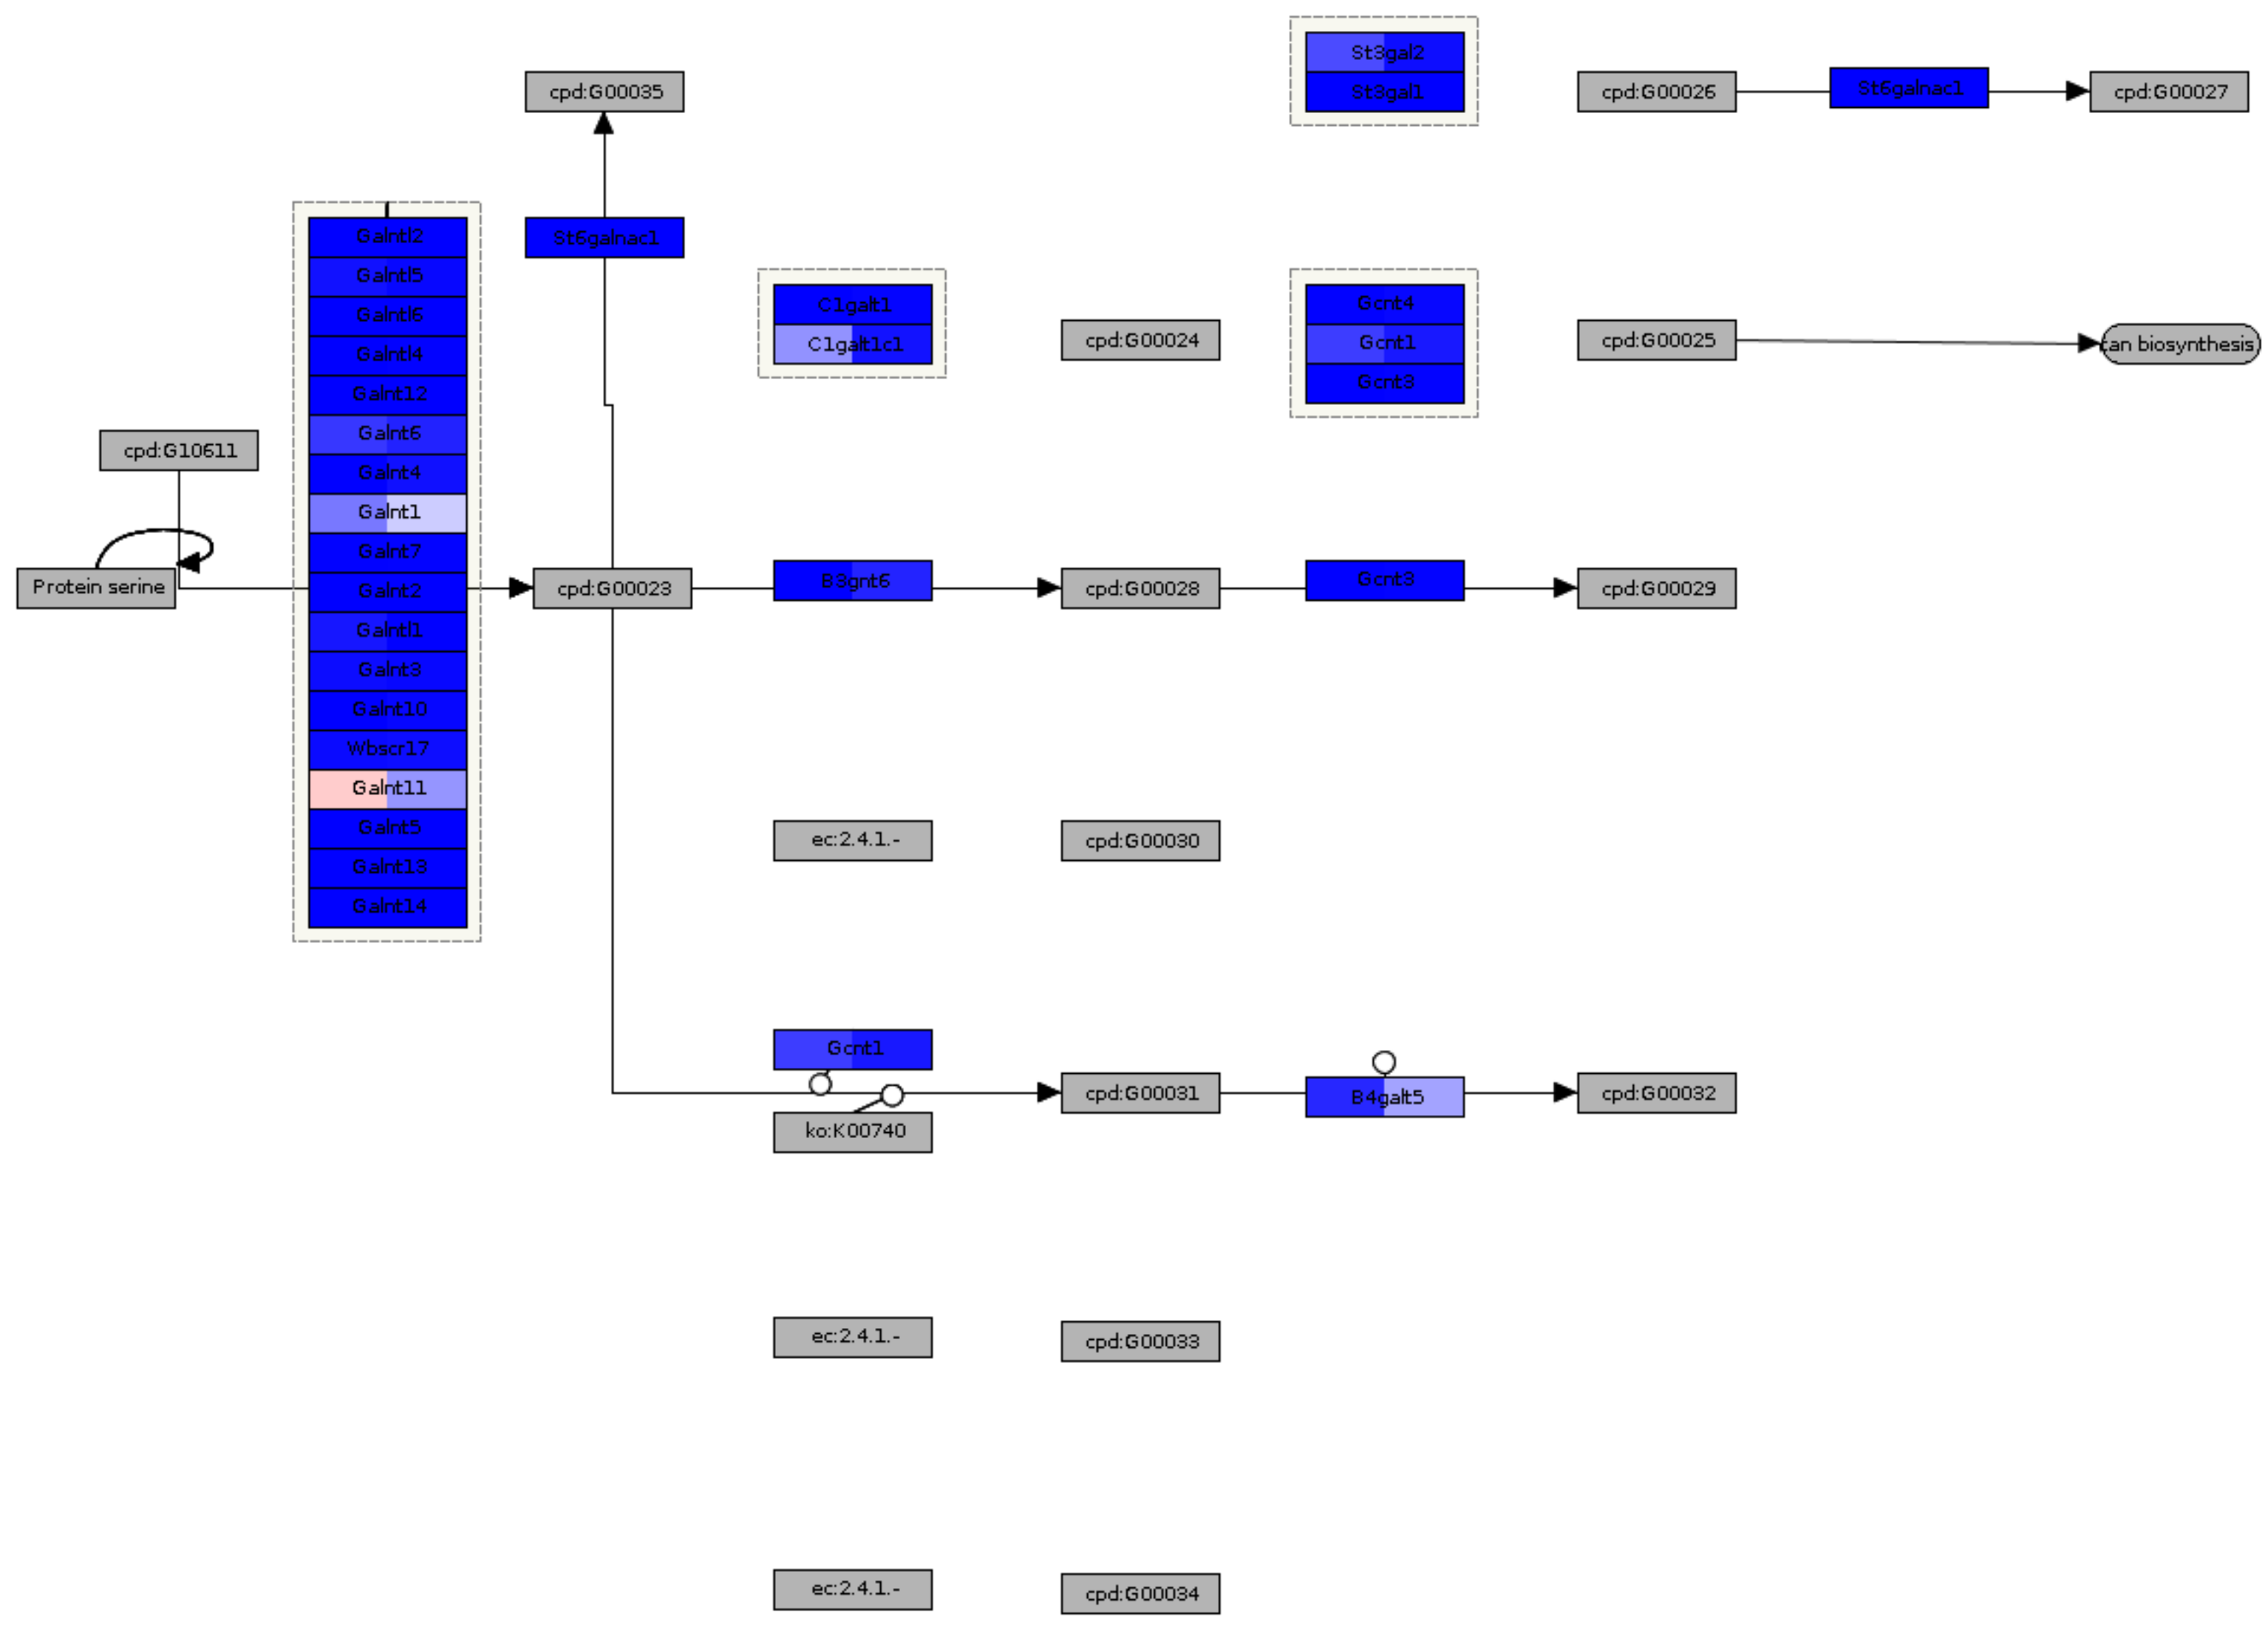 St3gal2
St3gal1
cpd:G00035
cpd:G00026
St6galnac1
cpd:G00027
Galntl2
Galntl5
Galntl6
Galntl4
Galnt12
Galnt6
Galnt4
Galnt1
Galnt7
Galnt2
Galntl1
Galnt3
Galnt10
Wbscr17
Galnt11
Galnt5
Galnt13
Galnt14
St6galnac1
C1galt1
C1galt1c1
cpd:G00024
Gcnt4
Gcnt1
Gcnt3
cpd:G00025
can biosynthesis
cpd:G10611
Protein serine
cpd:G00023
B3gnt6
cpd:G00028
Gcnt3
cpd:G00029
ec:2.4.1.-
cpd:G00030
Gcnt1
ko:K00740
cpd:G00031
B4galt5
cpd:G00032
ec:2.4.1.-
cpd:G00033
ec:2.4.1.-
cpd:G00034